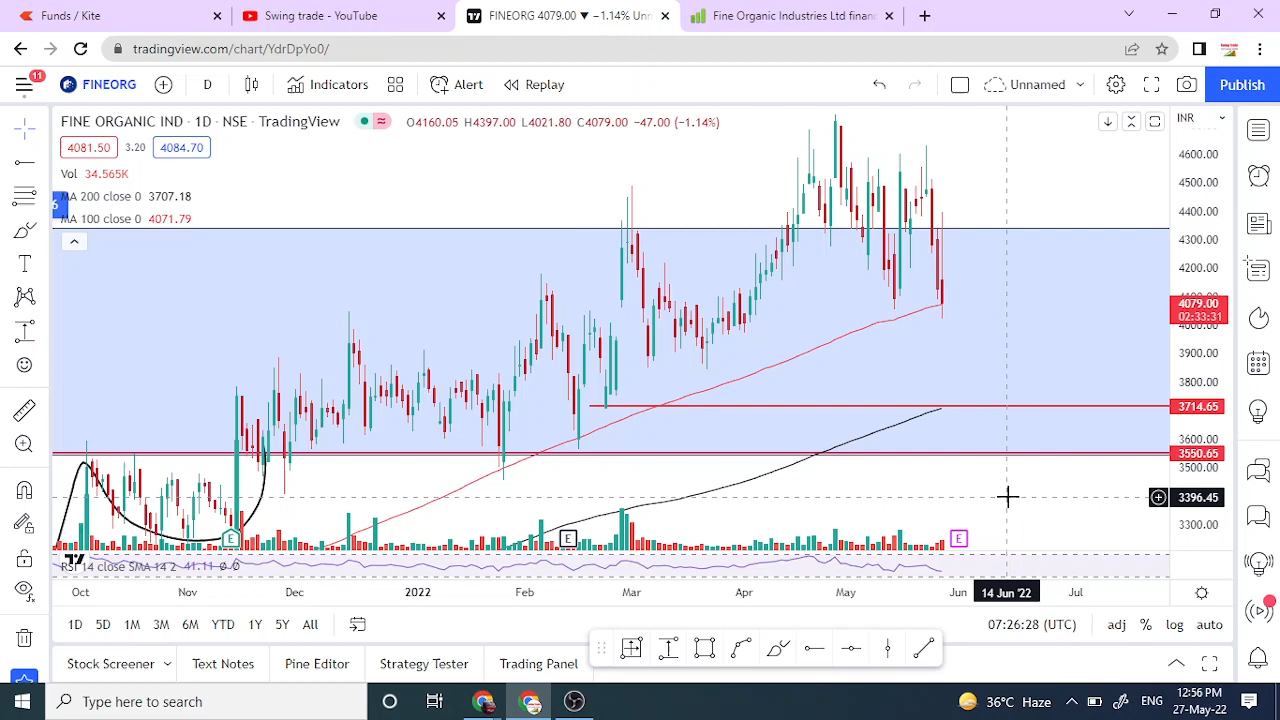 Funds / Kite
Swing trade - YouTube
FINEORG 4079.00 ▼ −1.14% Unn
Fine Organic Industries Ltd financ
tradingview.com/chart/YdrDpYo0/
11
FINEORG
D
Indicators
Alert
Replay
Unnamed
Publish
FINE ORGANIC IND · 1D · NSE · TradingView
O4160.05 H4397.00 L4021.80 C4079.00 −47.00 (−1.14%)
INR
4081.50
3.20
4084.70
Vol 34.565K
MA 200 close 0 3707.18
MA 100 close 0 4071.79
4600.00
4500.00
4400.00
4300.00
4200.00
4079.00
02:33:31
4000.00
3900.00
3800.00
3714.65
3600.00
3550.65
3500.00
3396.45
3300.00
E
E
E
RSI 14 close SMA 14 2 41.11 0 0
Oct
Nov
Dec
2022
Feb
Mar
Apr
May
Jun
14 Jun '22
Jul
1D
5D
1M
3M
6M
YTD
1Y
5Y
All
07:26:28 (UTC)
adj
%
log
auto
Stock Screener
Text Notes
Pine Editor
Strategy Tester
Trading Panel
Type here to search
36°C Haze
ENG
12:56 PM
27-May-22